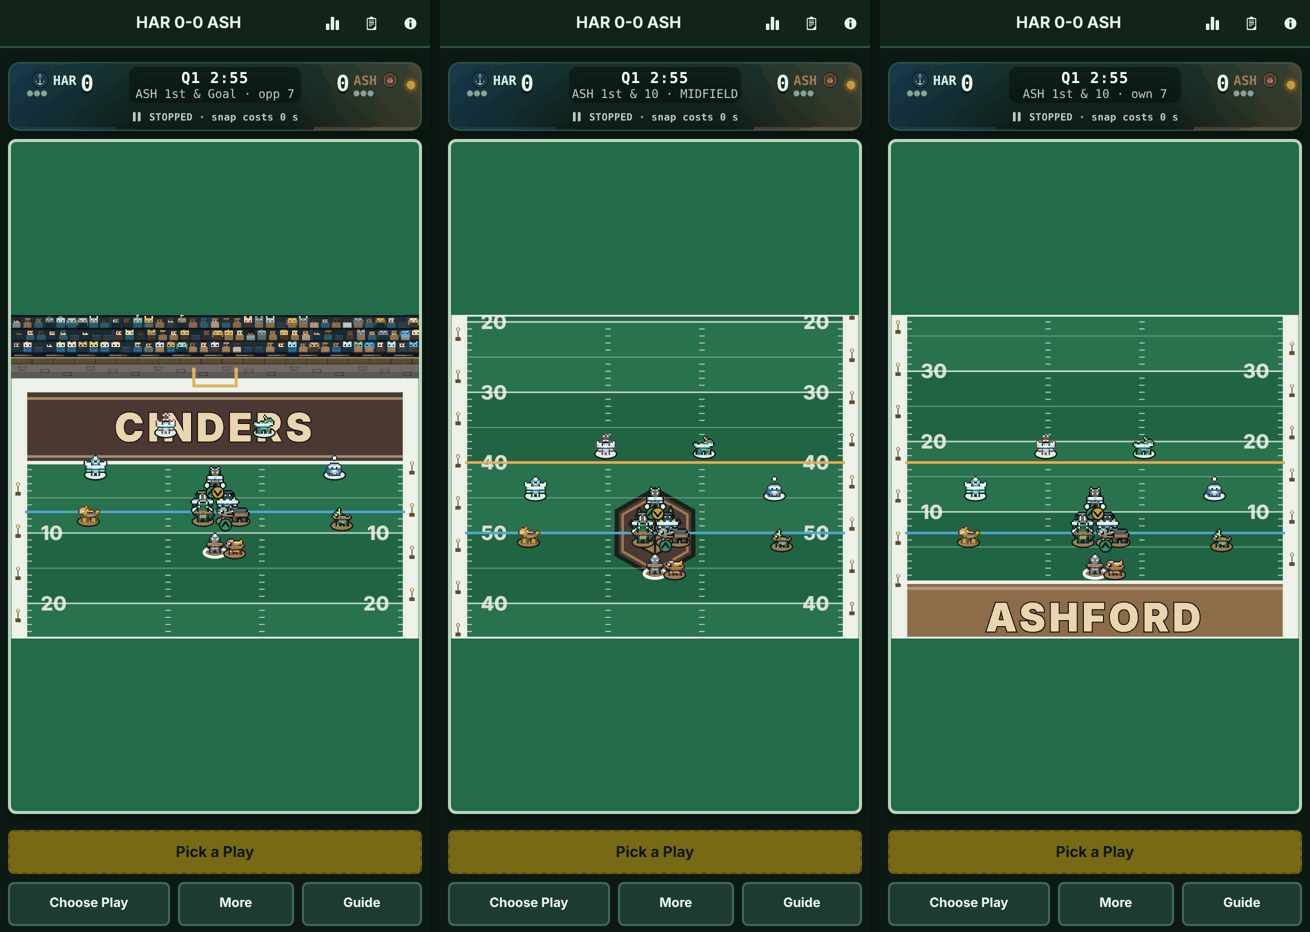 HAR 0-0 ASH
HAR 0
Q1 2:55
0 ASH
ASH 1st & Goal · opp 7
STOPPED · snap costs 0 s
CINDERS
10 10
20 20
Pick a Play
Choose Play
More
Guide
HAR 0-0 ASH
HAR 0
Q1 2:55
0 ASH
ASH 1st & 10 · MIDFIELD
STOPPED · snap costs 0 s
20 20
30 30
40 40
50 50
40 40
Pick a Play
Choose Play
More
Guide
HAR 0-0 ASH
HAR 0
Q1 2:55
0 ASH
ASH 1st & 10 · own 7
STOPPED · snap costs 0 s
30 30
20 20
10 10
ASHFORD
Pick a Play
Choose Play
More
Guide